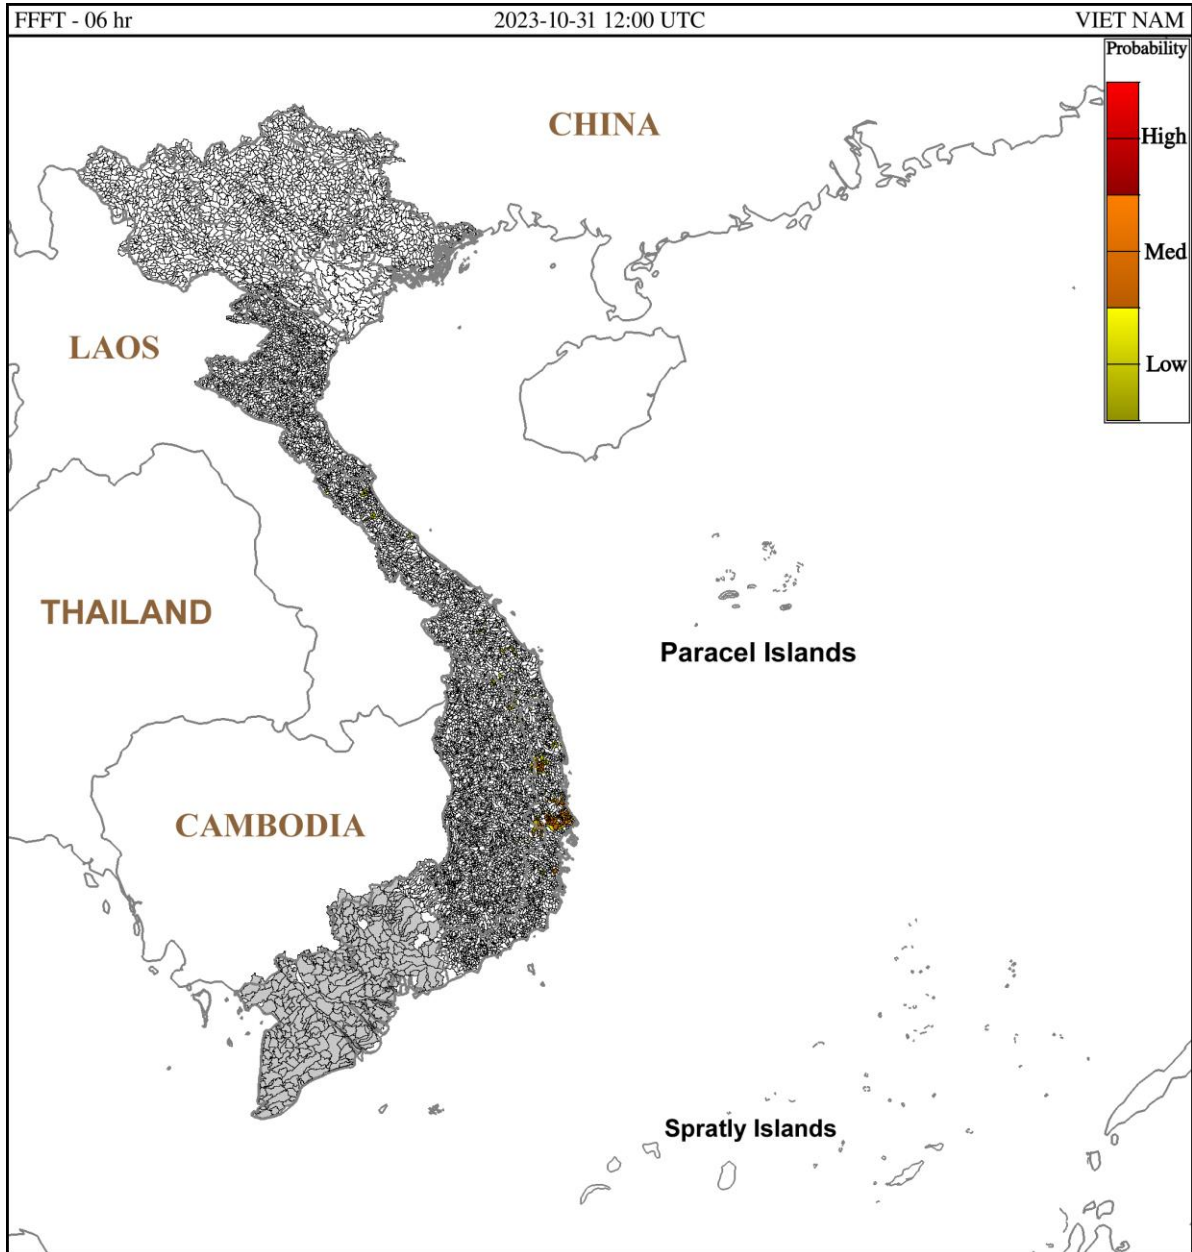 FFFT - 06 hr 2023-10-31 12:00 UTC VIET NAM
Probability
CHINA
High
Med
LAOS
Low
THAILAND
Paracel Islands
CAMBODIA
Spratly Islands